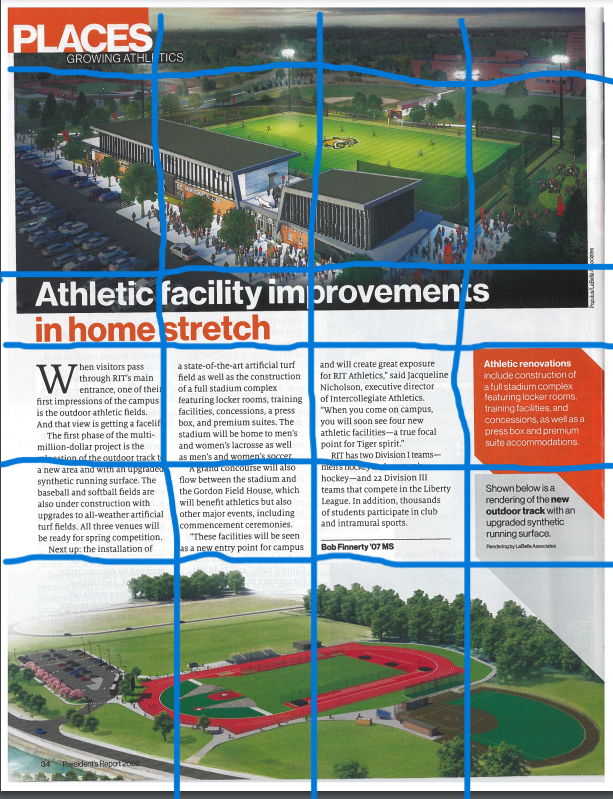 PLACES
GROWING ATHLETICS
Athletic facility improvements
in home stretch
When visitors pass
through RIT's main
entrance, one of their
first impressions of the campus
is the outdoor athletic fields.
And that view is getting a facelift.
The first phase of the multi-
million-dollar project is the
relocation of the outdoor track to
a new area and with an upgraded
synthetic running surface. The
baseball and softball fields are
also under construction with
upgrades to all-weather artificial
turf fields. All three venues will
be ready for spring competition.
Next up: the installation of
a state-of-the-art artificial turf
field as well as the construction
of a full stadium complex
featuring locker rooms, training
facilities, concessions, a press
box, and premium suites. The
stadium will be home to men's
and women's lacrosse as well
as men's and women's soccer.
A grand concourse will also
flow between the stadium and
the Gordon Field House, which
will benefit athletics but also
other major events, including
commencement ceremonies.
"These facilities will be seen
as a new entry point for campus
and will create great exposure
for RIT Athletics," said Jacqueline
Nicholson, executive director
of Intercollegiate Athletics.
"When you come on campus,
you will soon see four new
athletic facilities—a true focal
point for Tiger spirit."
RIT has two Division I teams—
men's hockey
hockey—and 22 Division III
teams that compete in the Liberty
League. In addition, thousands
of students participate in club
and intramural sports.
Bob Finnerty '07 MS
Athletic renovations
include construction of
a full stadium complex
featuring locker rooms,
training facilities, and
concessions, as well as a
press box and premium
suite accommodations.
Shown below is a
rendering of the new
outdoor track with an
upgraded synthetic
running surface.
Rendering by LaBella Associates
Populus/LaBella Associates
34 President's Report 2022